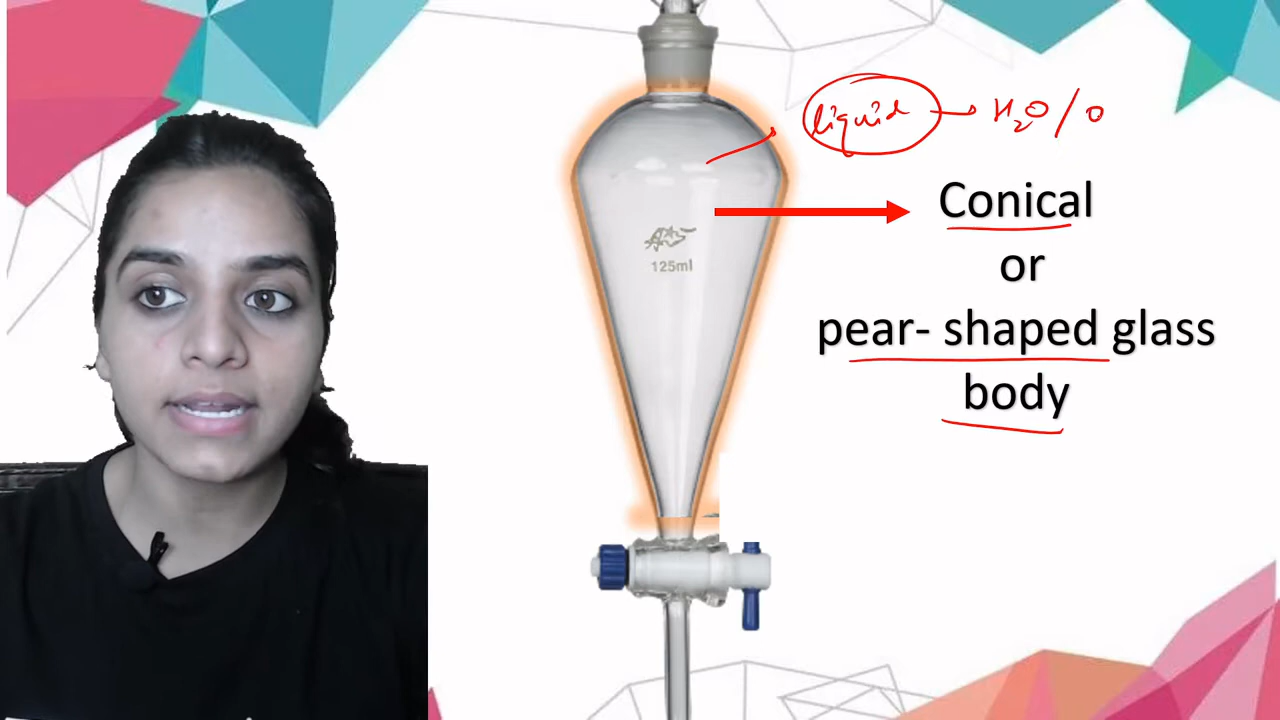 liquid → H₂O/O
Conical
or
pear- shaped glass
body
125ml